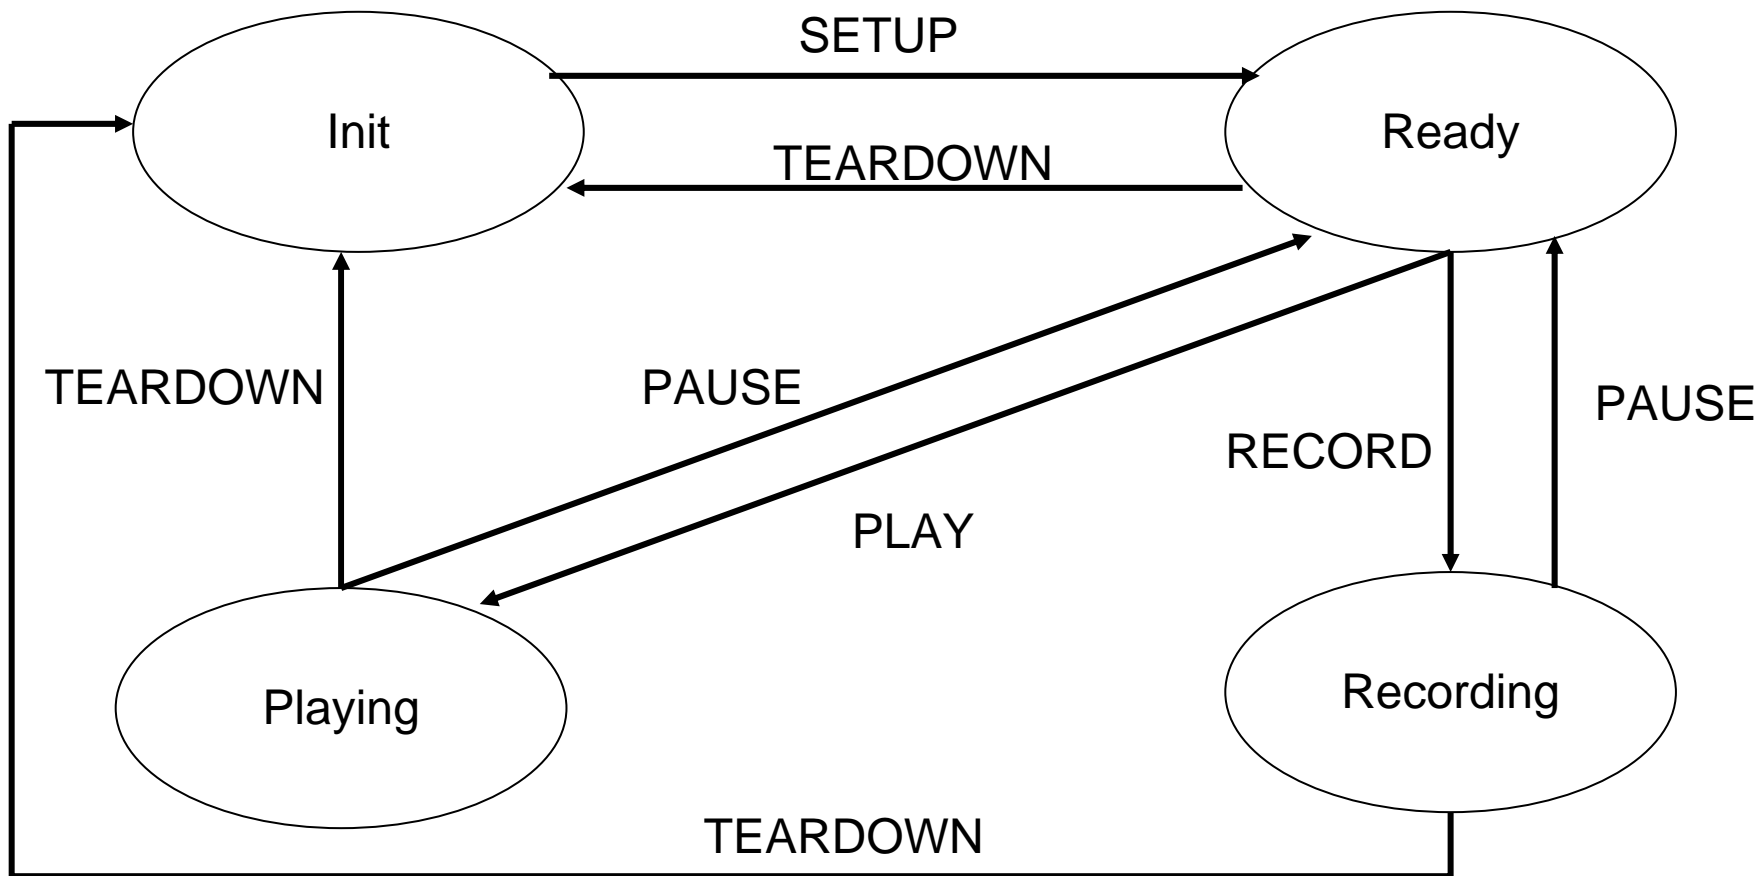 SETUP
Init
Ready
TEARDOWN
TEARDOWN
PAUSE
PAUSE
RECORD
PLAY
Playing
Recording
TEARDOWN